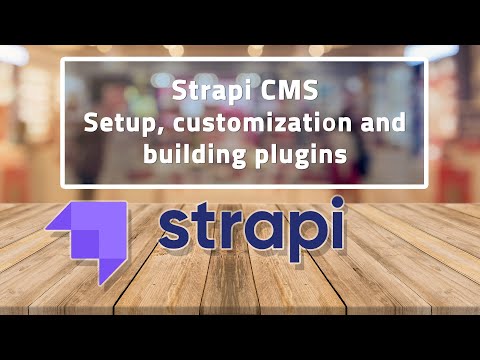 Strapi CMS
Setup, customization and
building plugins
strapi